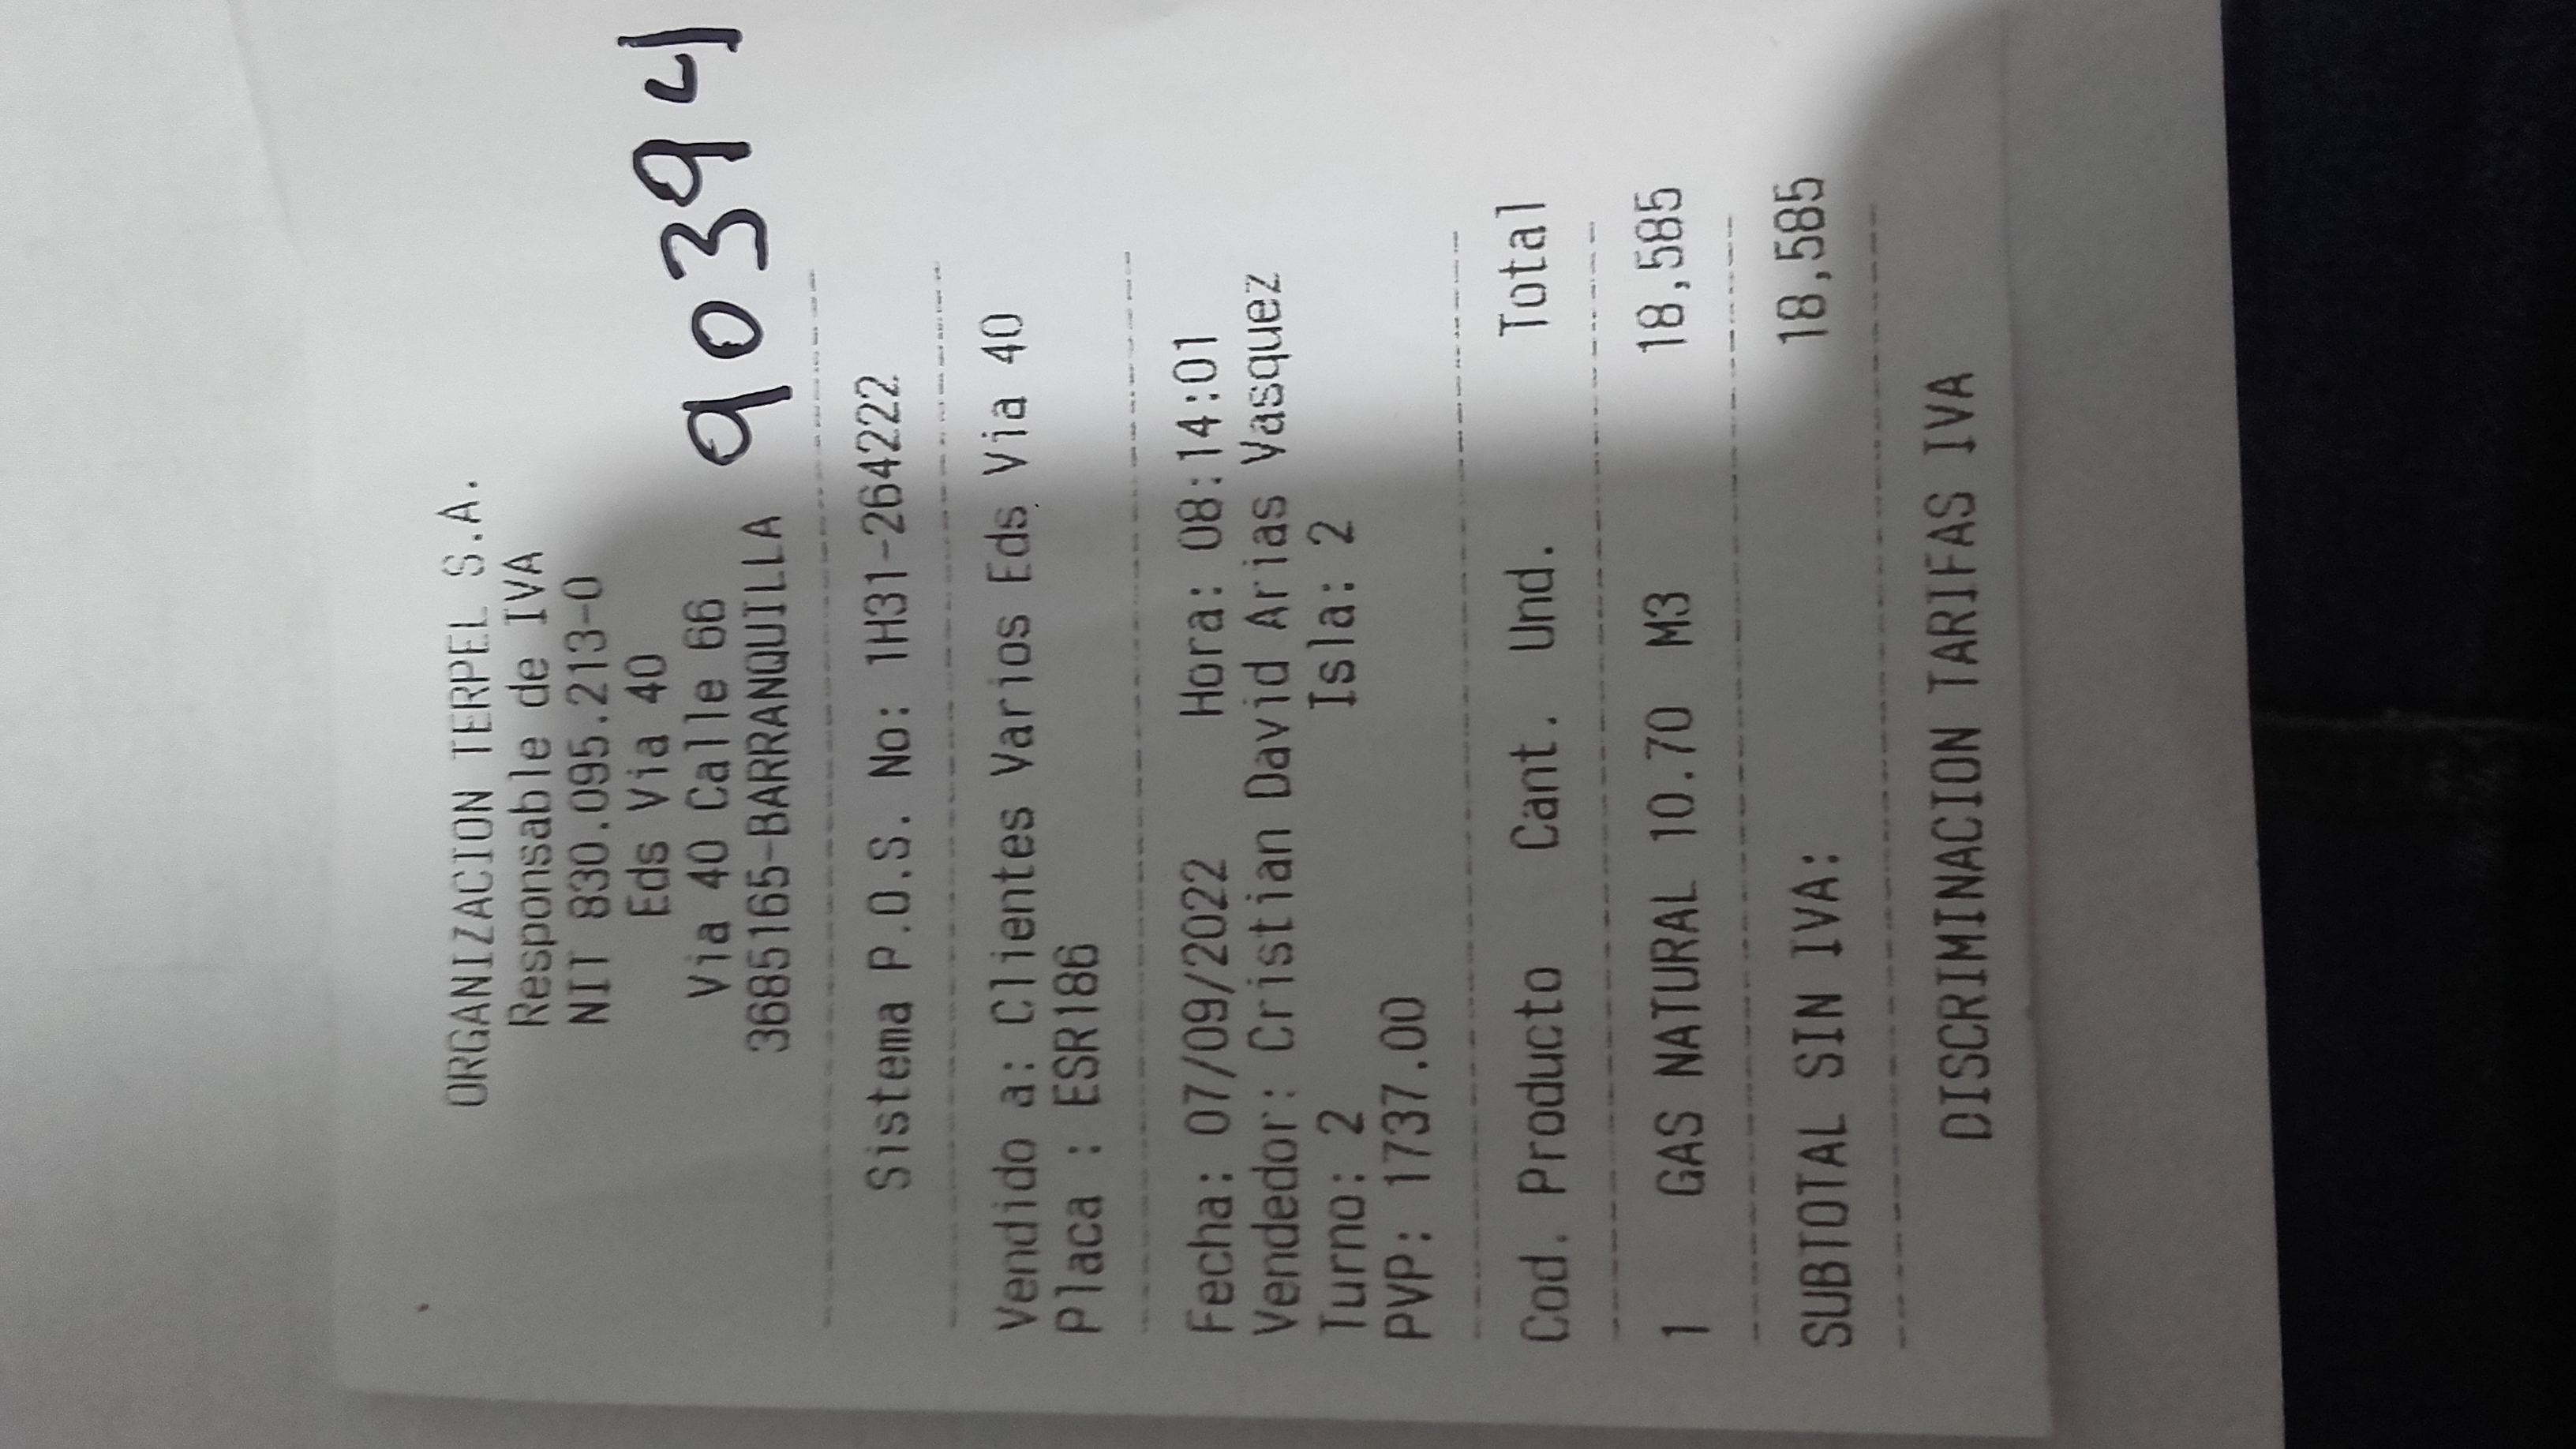 ORGANIZACION TERPEL S.A.
Responsable de IVA
NIT 830.095.213-0
Eds Via 40
Via 40 Calle 66
3685165-BARRANQUILLA
90394
Sistema P.O.S. No: 1H31-264222
Vendido a: Clientes Varios Eds Via 40
Placa : ESR186
Fecha: 07/09/2022 Hora: 08:14:01
Vendedor: Cristian David Arias Vasquez
Turno: 2 Isla: 2
PVP: 1737.00
Cod. Producto Cant. Und. Total
1 GAS NATURAL 10.70 M3 18,585
SUBTOTAL SIN IVA: 18,585
DISCRIMINACION TARIFAS IVA